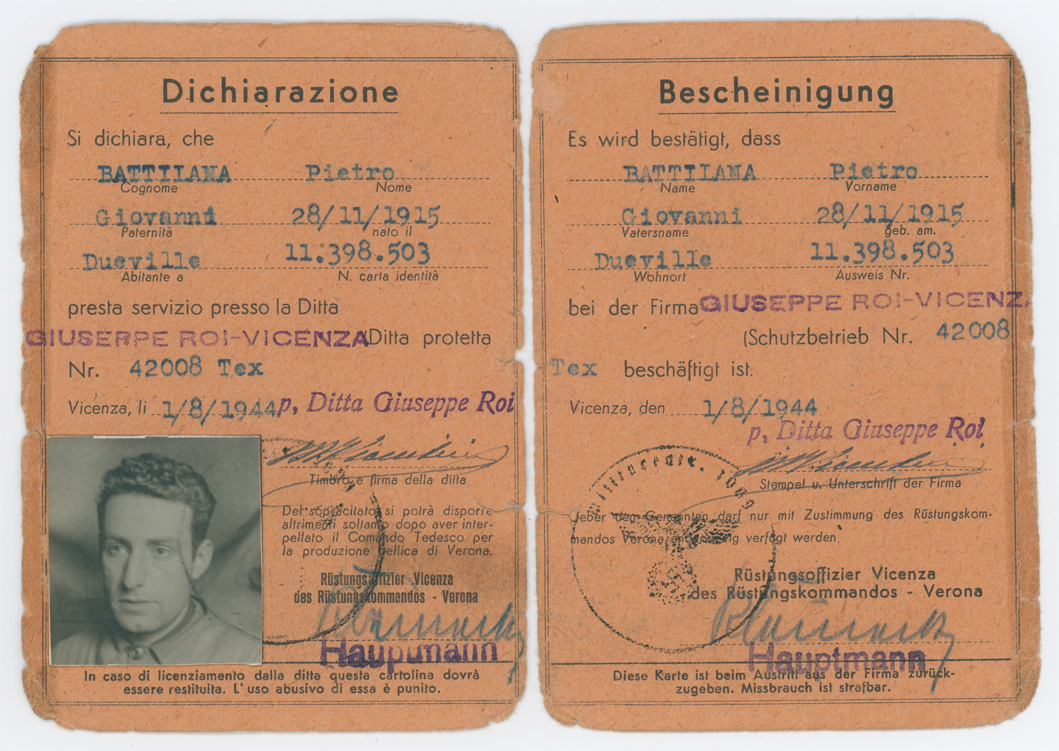 Dichiarazione
Si dichiara, che
BATTILANA Pietro
Cognome Nome
Giovanni 28/11/1915
Paternità nato il
Dueville 11.398.503
Abitante a N. carta identità
presta servizio presso la Ditta
GIUSEPPE ROI-VICENZA Ditta protetta
Nr. 42008 Tex
Vicenza, li 1/8/1944 p, Ditta Giuseppe Roi
Timbro e firma della ditta
Del sopracitato si potrà disporre
altrimenti soltanto dopo aver inter-
pellato il Comando Tedesco per
la produzione bellica di Verona.
Rüstungsoffizier Vicenza
des Rüstungskommandos - Verona
Hauptmann
In caso di licenziamento dalla ditta questa cartolina dovrà
essere restituita. L'uso abusivo di essa è punito.
Bescheinigung
Es wird bestätigt, dass
BATTILANA Pietro
Name Vorname
Giovanni 28/11/1915
Vatersname geb. am.
Dueville 11.398.503
Wohnort Ausweis Nr.
bei der Firma GIUSEPPE ROI-VICENZA
(Schutzbetrieb Nr. 42008
Tex beschäftigt ist.
Vicenza, den 1/8/1944
p, Ditta Giuseppe Roi
Stempel u. Unterschrift der Firma
Ueber den Genannten darf nur mit Zustimmung des Rüstungskom-
mandos Verona verfügt werden.
Rüstungsoffizier Vicenza
des Rüstungskommandos - Verona
Hauptmann
Diese Karte ist beim Austritt aus der Firma zurück-
zugeben. Missbrauch ist strafbar.